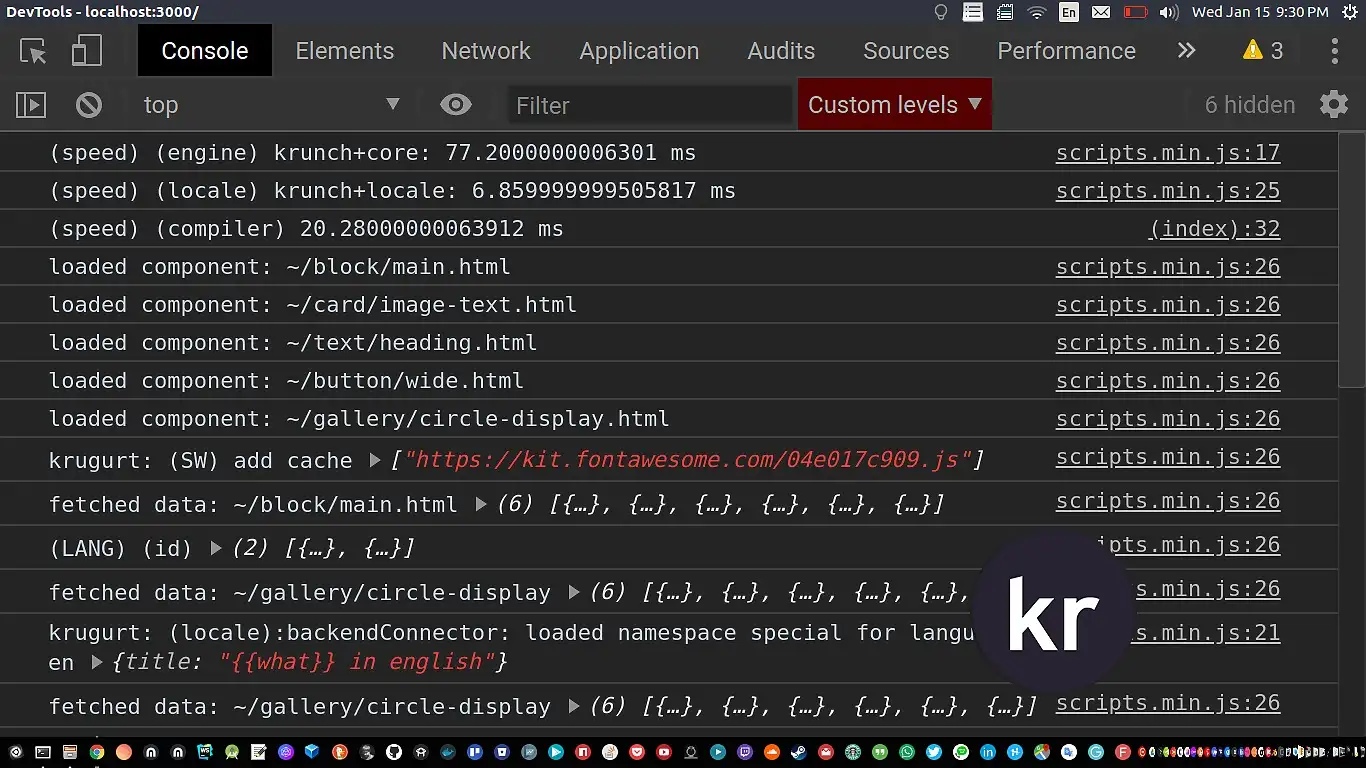 DevTools - localhost:3000/
En
Wed Jan 15 9:30 PM
Console
Elements
Network
Application
Audits
Sources
Performance
3
top
Filter
Custom levels
6 hidden
(speed) (engine) krunch+core: 77.2000000006301 ms scripts.min.js:17
(speed) (locale) krunch+locale: 6.859999999505817 ms scripts.min.js:25
(speed) (compiler) 20.28000000063912 ms (index):32
loaded component: ~/block/main.html scripts.min.js:26
loaded component: ~/card/image-text.html scripts.min.js:26
loaded component: ~/text/heading.html scripts.min.js:26
loaded component: ~/button/wide.html scripts.min.js:26
loaded component: ~/gallery/circle-display.html scripts.min.js:26
krugurt: (SW) add cache ▶ ["https://kit.fontawesome.com/04e017c909.js"] scripts.min.js:26
fetched data: ~/block/main.html ▶ (6) [{…}, {…}, {…}, {…}, {…}, {…}] scripts.min.js:26
(LANG) (id) ▶ (2) [{…}, {…}] ipts.min.js:26
fetched data: ~/gallery/circle-display ▶ (6) [{…}, {…}, {…}, {…}, {…}, s.min.js:26
krugurt: (locale):backendConnector: loaded namespace special for langu s.min.js:21
en ▶ {title: "{{what}} in english"}
kr
fetched data: ~/gallery/circle-display ▶ (6) [{…}, {…}, {…}, {…}, {…}, {…}] scripts.min.js:26